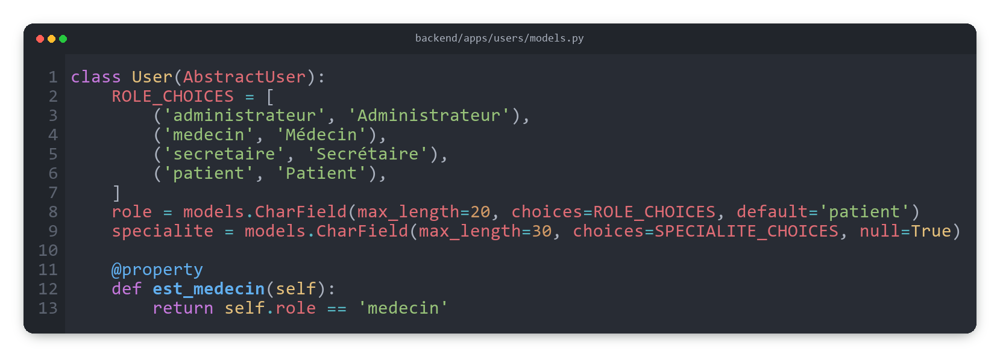 backend/apps/users/models.py
1 class User(AbstractUser):
2     ROLE_CHOICES = [
3         ('administrateur', 'Administrateur'),
4         ('medecin', 'Médecin'),
5         ('secretaire', 'Secrétaire'),
6         ('patient', 'Patient'),
7     ]
8     role = models.CharField(max_length=20, choices=ROLE_CHOICES, default='patient')
9     specialite = models.CharField(max_length=30, choices=SPECIALITE_CHOICES, null=True)
10
11     @property
12     def est_medecin(self):
13         return self.role == 'medecin'